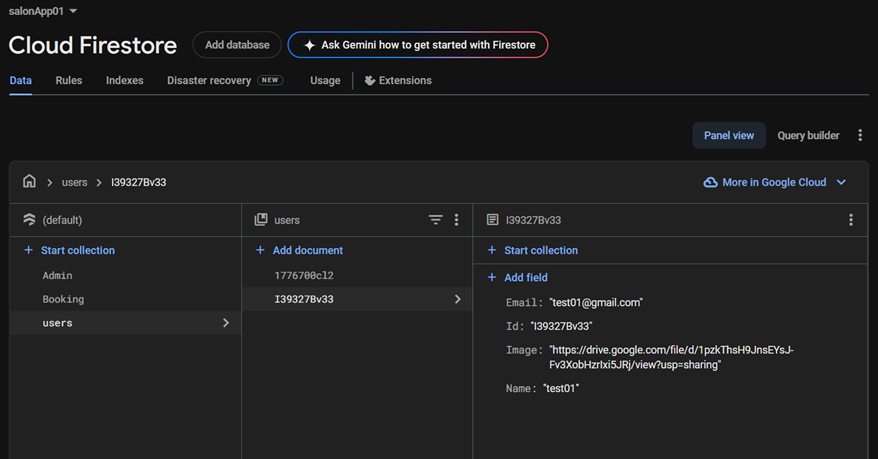 salonApp01
Cloud Firestore
Add database
Ask Gemini how to get started with Firestore
Data
Rules
Indexes
Disaster recovery NEW
Usage
Extensions
Panel view
Query builder
users
I39327Bv33
More in Google Cloud
(default)
users
I39327Bv33
+ Start collection
+ Add document
+ Start collection
Admin
Booking
users
1776700cl2
I39327Bv33
+ Add field
Email: "test01@gmail.com"
Id: "I39327Bv33"
Image: "https://drive.google.com/file/d/1pzkThsH9JnsEYsJ-
Fv3XobHzrIxi5JRj/view?usp=sharing"
Name: "test01"